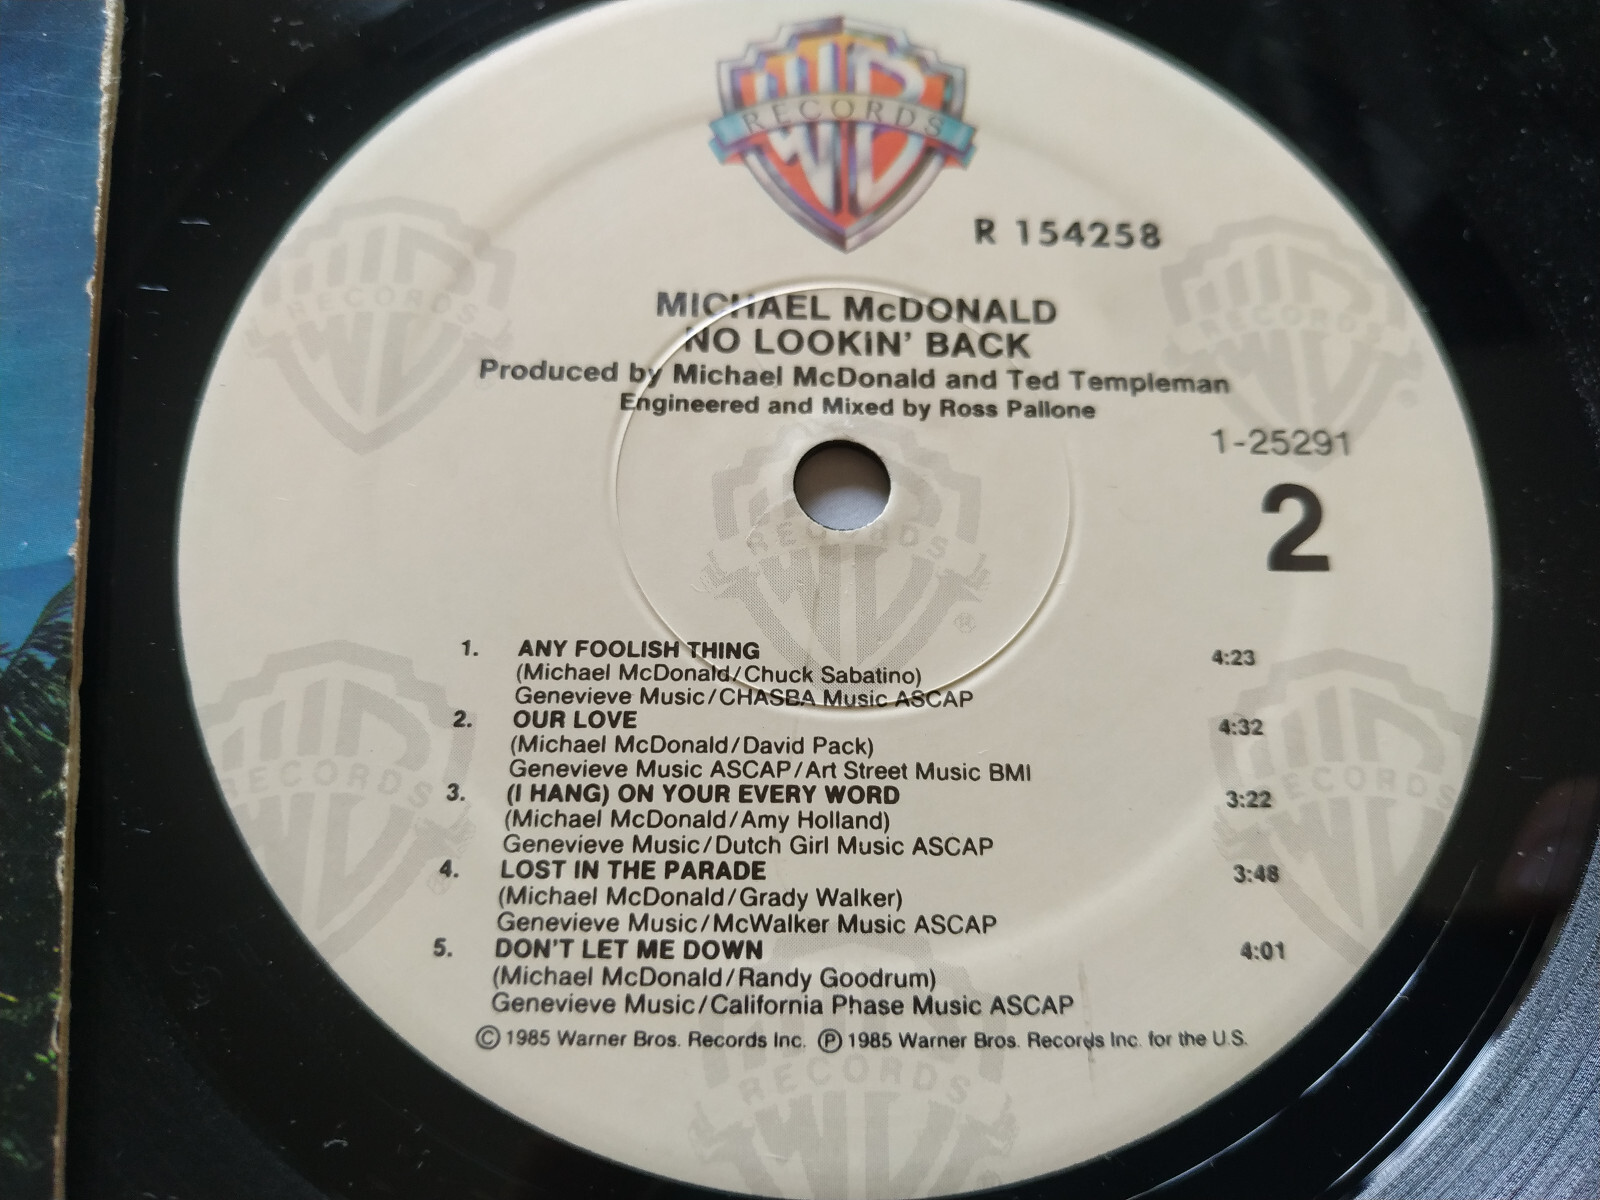 RECORDS
R 154258
MICHAEL McDONALD
NO LOOKIN' BACK
Produced by Michael McDonald and Ted Templeman
Engineered and Mixed by Ross Pallone
1-25291
2
1. ANY FOOLISH THING 4:23
(Michael McDonald/Chuck Sabatino)
Genevieve Music/CHASBA Music ASCAP
2. OUR LOVE 4:32
(Michael McDonald/David Pack)
Genevieve Music ASCAP/Art Street Music BMI
3. (I HANG) ON YOUR EVERY WORD 3:22
(Michael McDonald/Amy Holland)
Genevieve Music/Dutch Girl Music ASCAP
4. LOST IN THE PARADE 3:48
(Michael McDonald/Grady Walker)
Genevieve Music/McWalker Music ASCAP
5. DON'T LET ME DOWN 4:01
(Michael McDonald/Randy Goodrum)
Genevieve Music/California Phase Music ASCAP
© 1985 Warner Bros. Records Inc. ℗ 1985 Warner Bros. Records Inc. for the U.S.